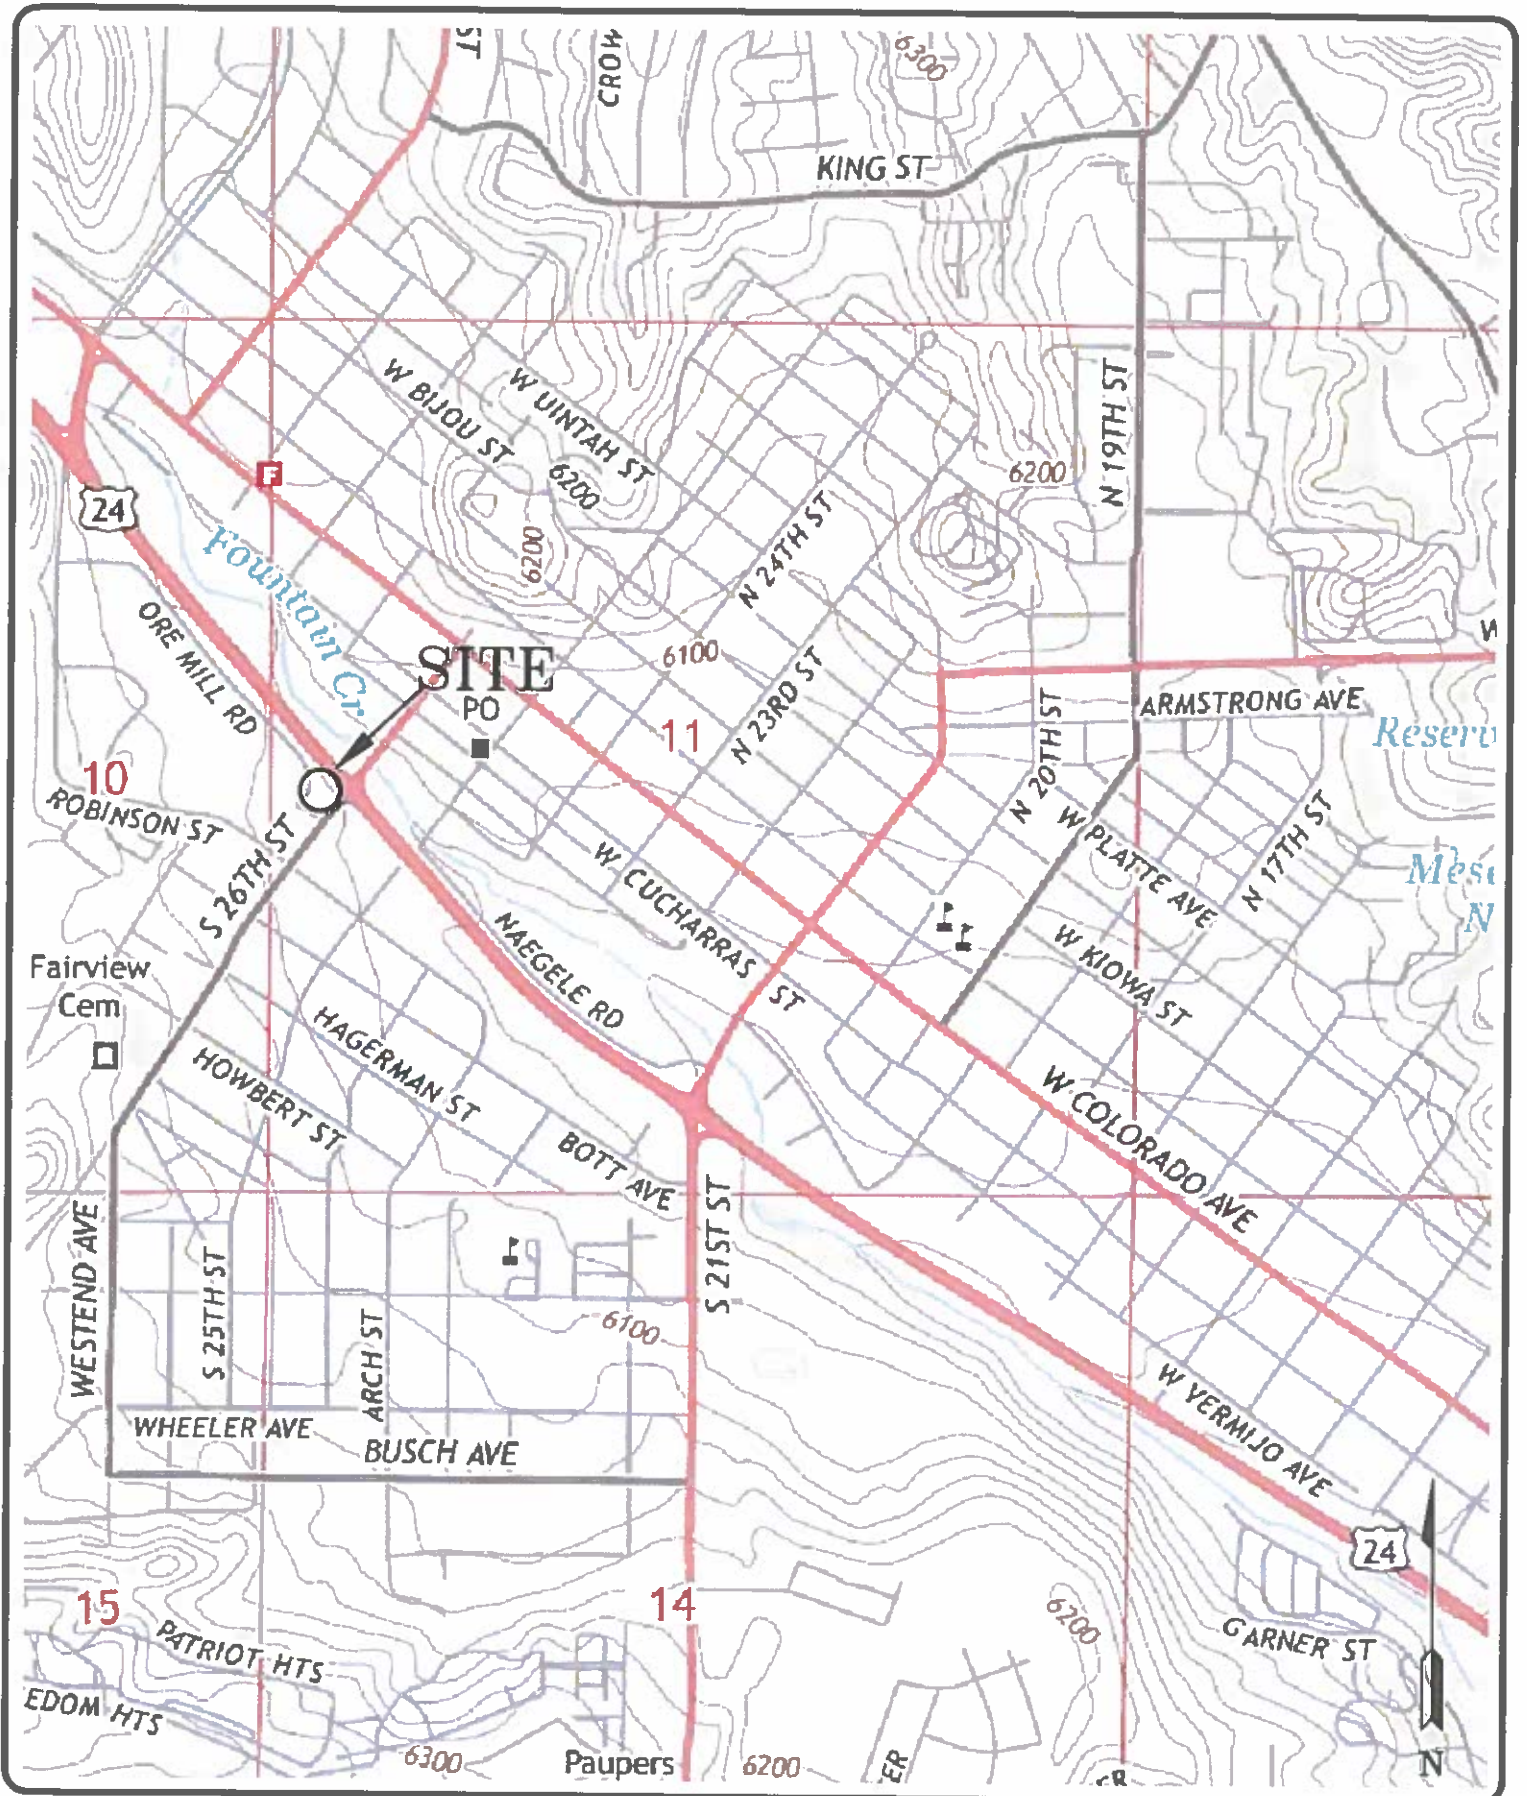 ST
CROW
6300
KING ST
W BIJOU ST
W UINTAH ST
N 19TH ST
6200
6200
6200
F
24
N 24TH ST
Fountain Cr
ORE MILL RD
SITE
PO
6100
N 23RD ST
11
W
ARMSTRONG AVE
N 20TH ST
Reserv
10
ROBINSON ST
S 26TH ST
W PLATTE AVE
N 17TH ST
W CUCHARRAS ST
Mesa
N
NAEGELE RD
W KIOWA ST
Fairview
Cem
HAGERMAN ST
HOWBERT ST
W COLORADO AVE
BOTT AVE
S 21ST ST
WESTEND AVE
S 25TH ST
ARCH ST
6100
W VERMIJO AVE
WHEELER AVE
BUSCH AVE
24
15
14
6200
GARNER ST
PATRIOT HTS
EDOM HTS
6300
Paupers
6200
ER
ER
N